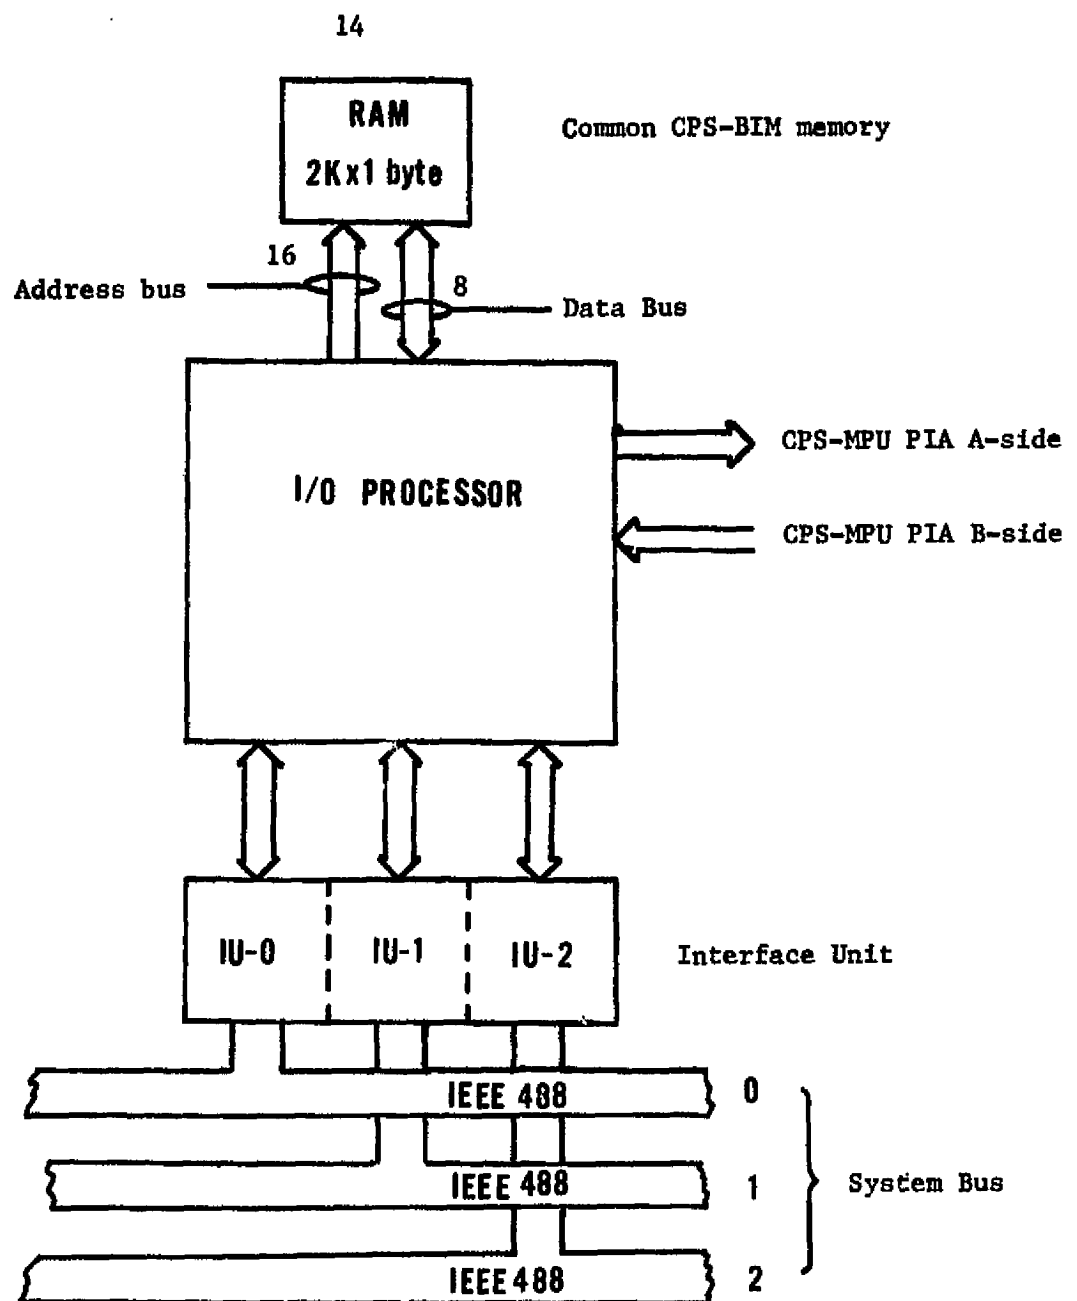 14
RAM
2Kx1 byte
Common CPS-BIM memory
16
Address bus
8
Data Bus
CPS-MPU PIA A-side
I/O PROCESSOR
CPS-MPU PIA B-side
IU-0
IU-1
IU-2
Interface Unit
IEEE 488
0
IEEE 488
1
System Bus
IEEE 488
2